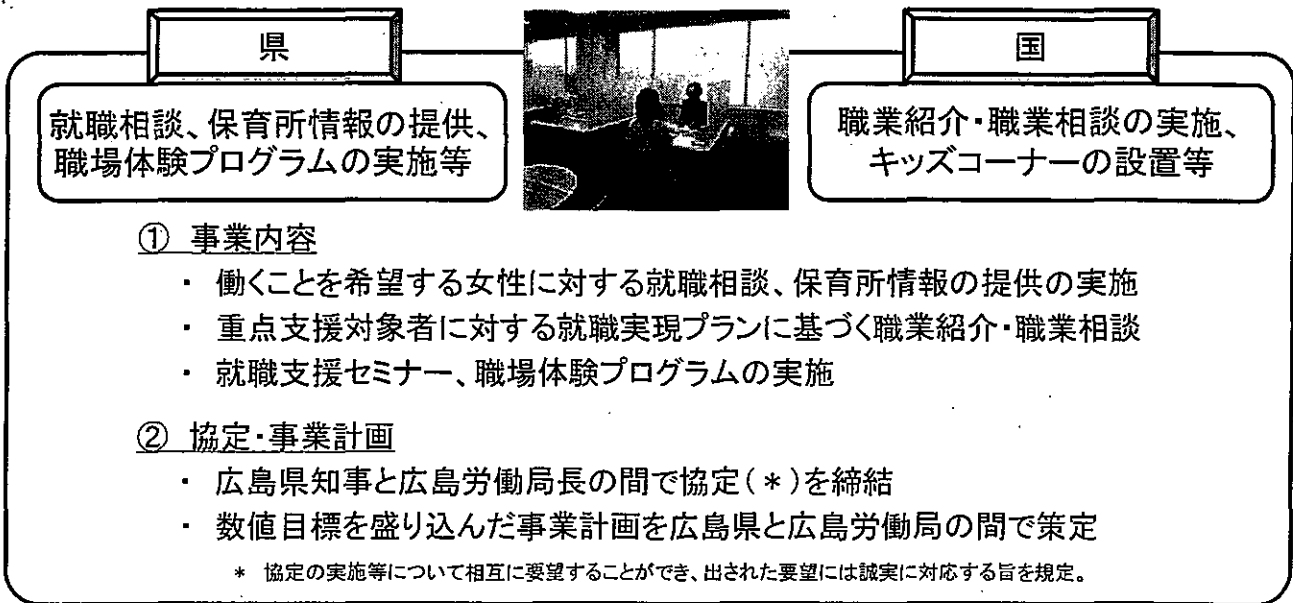 県
国
就職相談、保育所情報の提供、
職場体験プログラムの実施等
職業紹介・職業相談の実施、
キッズコーナーの設置等
① 事業内容
・ 働くことを希望する女性に対する就職相談、保育所情報の提供の実施
・ 重点支援対象者に対する就職実現プランに基づく職業紹介・職業相談
・ 就職支援セミナー、職場体験プログラムの実施
② 協定・事業計画
・ 広島県知事と広島労働局長の間で協定(*)を締結
・ 数値目標を盛り込んだ事業計画を広島県と広島労働局の間で策定
* 協定の実施等について相互に要望することができ、出された要望には誠実に対応する旨を規定。